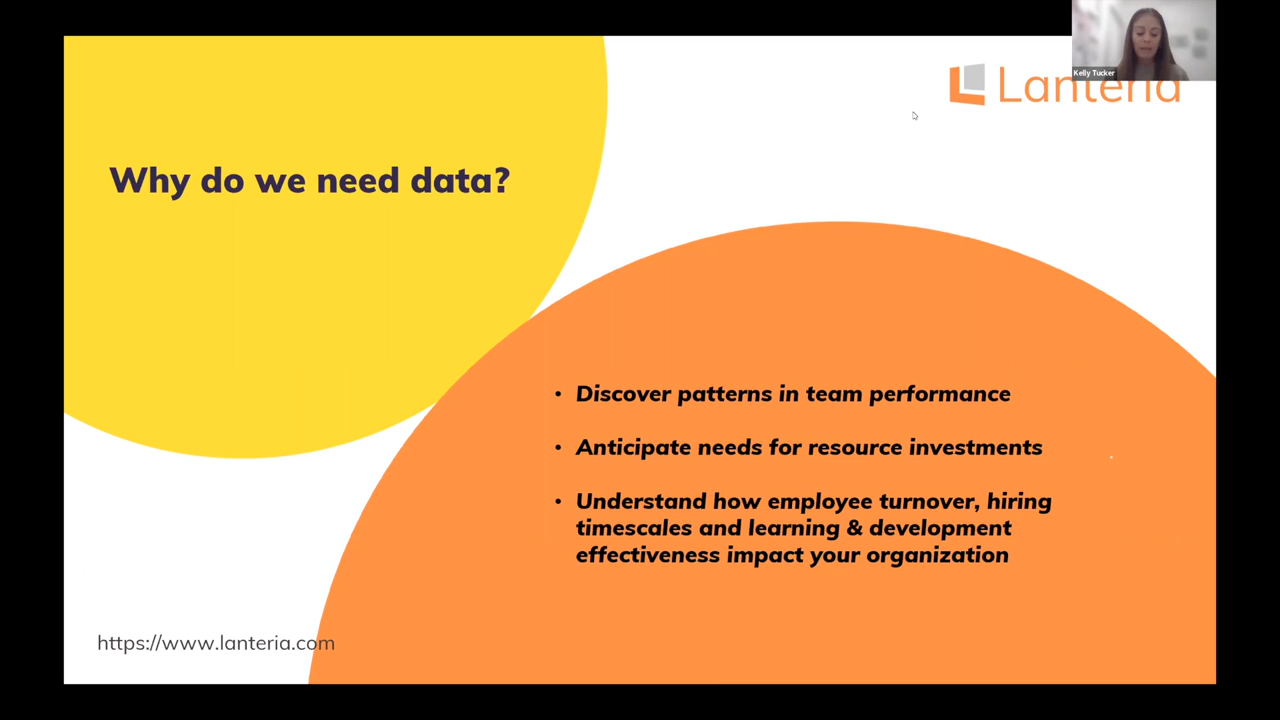 Kelly Tucker
Lanteria
Why do we need data?
• Discover patterns in team performance
• Anticipate needs for resource investments
• Understand how employee turnover, hiring
timescales and learning & development
effectiveness impact your organization
https://www.lanteria.com